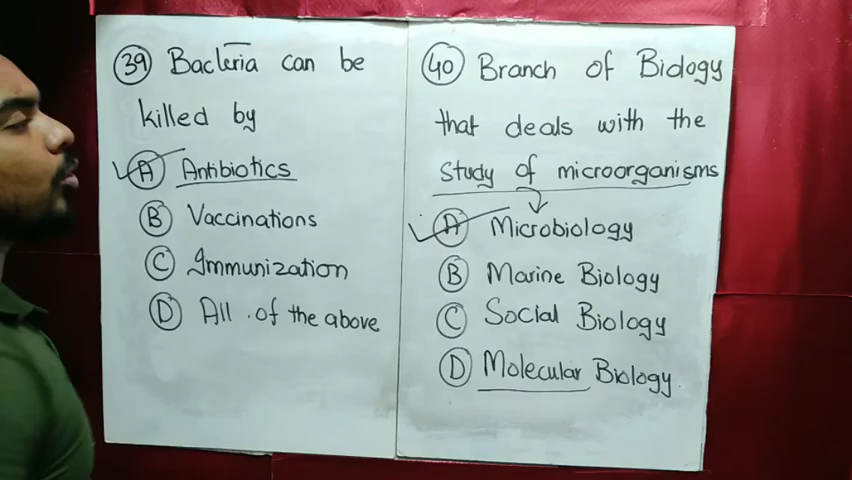 39 Bacteria can be
killed by
A Antibiotics
B Vaccinations
C Immunization
D All of the above
40 Branch of Biology
that deals with the
study of microorganisms
A Microbiology
B Marine Biology
C Social Biology
D Molecular Biology